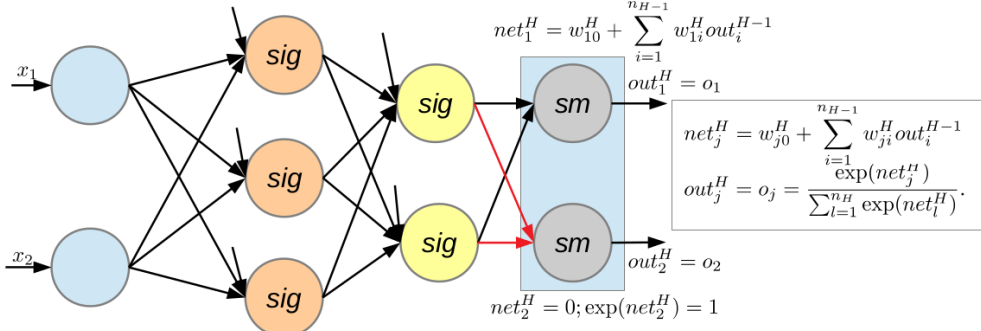 net_1^H = w_{10}^H + \sum_{i=1}^{n_{H-1}} w_{1i}^H out_i^{H-1}
x_1
sig
sig
sm
out_1^H = o_1
net_j^H = w_{j0}^H + \sum_{i=1}^{n_{H-1}} w_{ji}^H out_i^{H-1}
out_j^H = o_j = \frac{\exp(net_j^H)}{\sum_{l=1}^{n_H} \exp(net_l^H)}.
sig
x_2
sig
sm
out_2^H = o_2
sig
net_2^H = 0; \exp(net_2^H) = 1